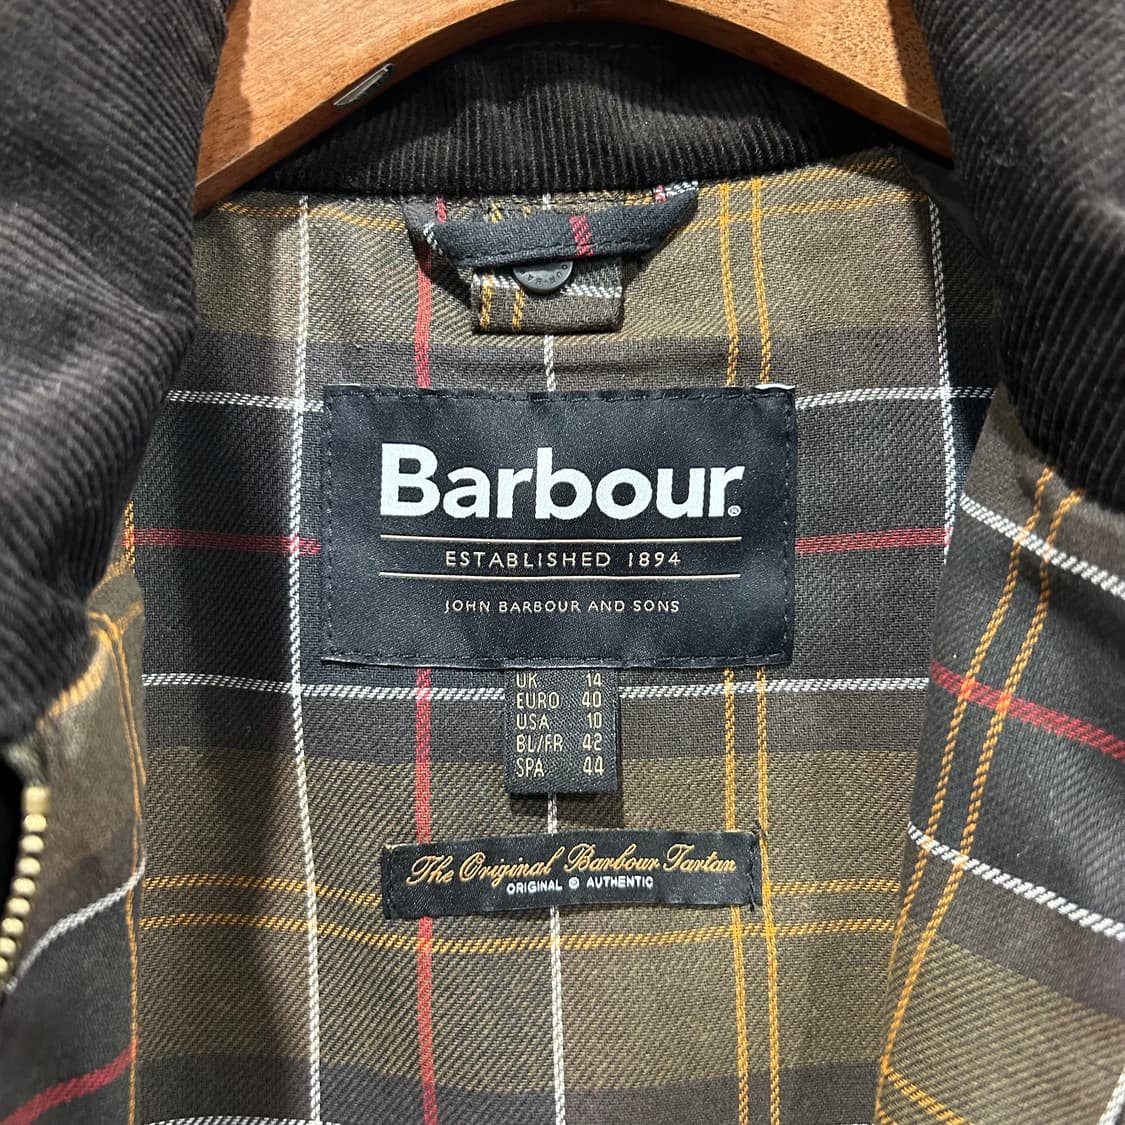 Barbour®
ESTABLISHED 1894
JOHN BARBOUR AND SONS
UK 14
EURO 40
USA 10
BL/FR 42
SPA 44
The Original Barbour Tartan
ORIGINAL © AUTHENTIC